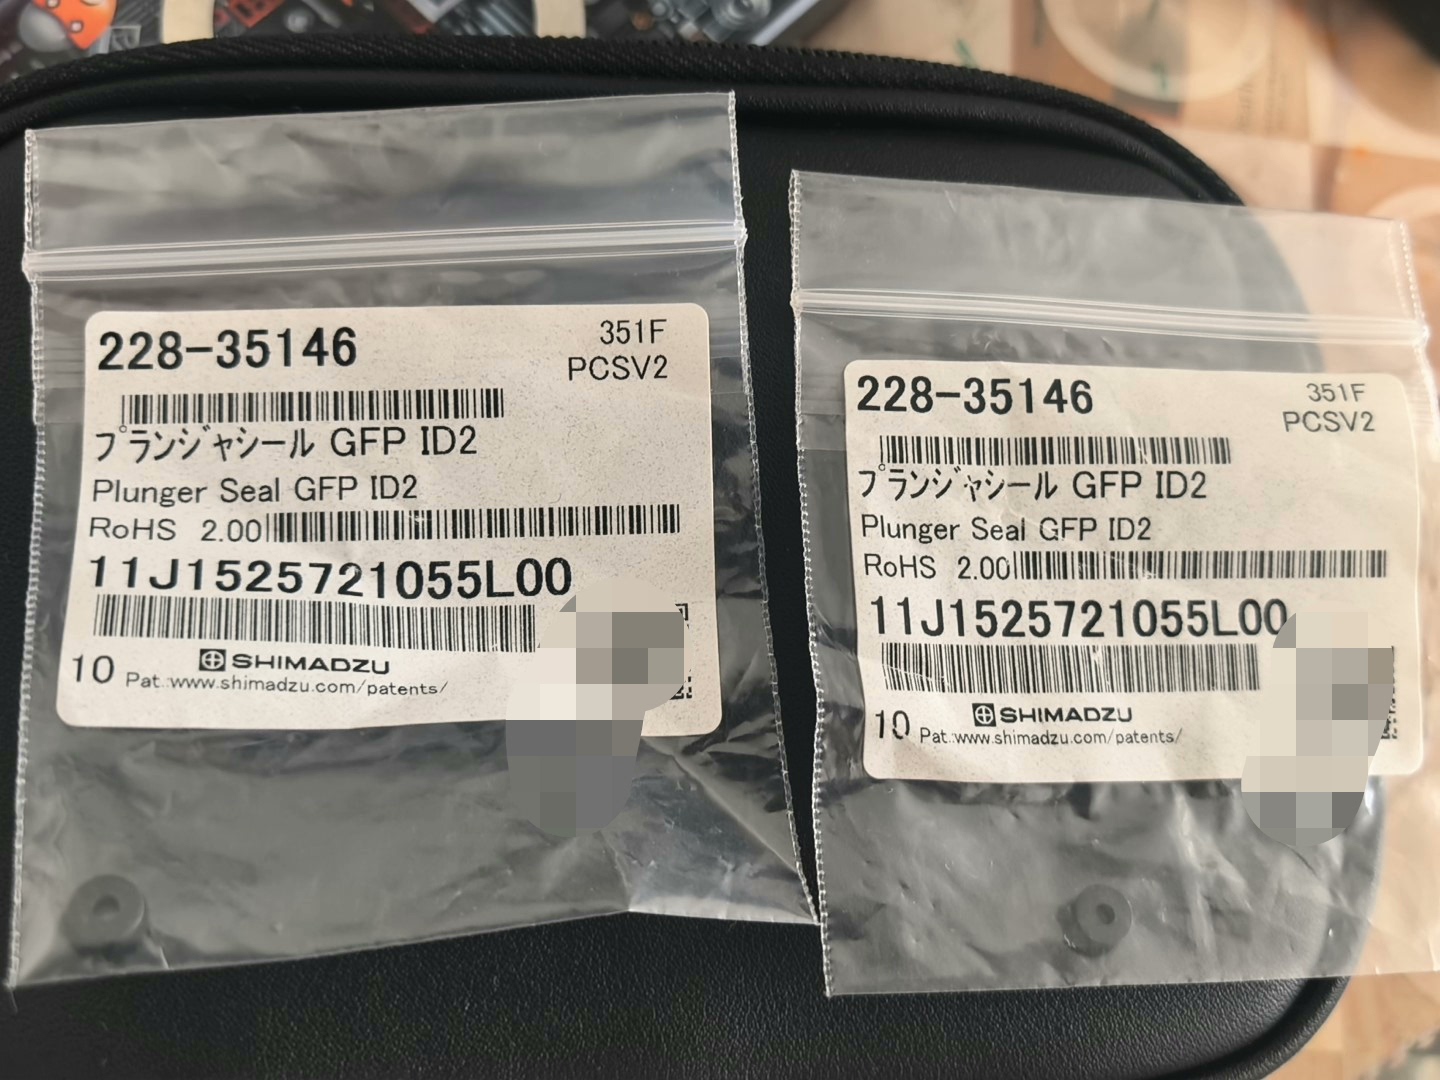 228-35146
351F
PCSV2
プランジャシール GFP ID2
Plunger Seal GFP ID2
RoHS 2.00
11J1525721055L00
SHIMADZU
10 Pat.:www.shimadzu.com/patents/
228-35146
351F
PCSV2
プランジャシール GFP ID2
Plunger Seal GFP ID2
RoHS 2.00
11J1525721055L00
SHIMADZU
10 Pat.:www.shimadzu.com/patents/